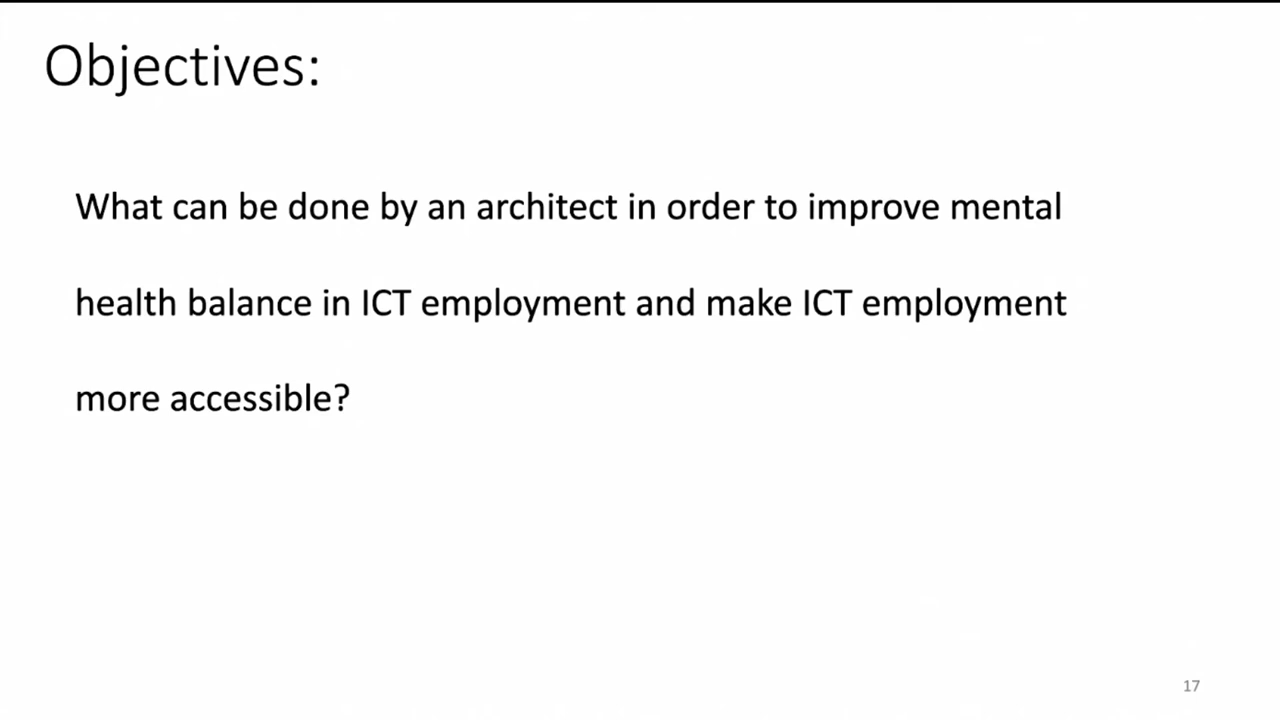 Objectives:
What can be done by an architect in order to improve mental
health balance in ICT employment and make ICT employment
more accessible?
17